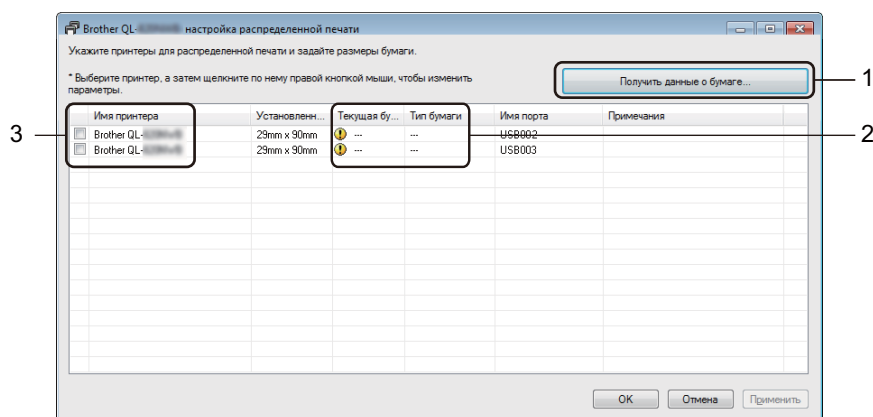 Brother QL- настройка распределенной печати
Укажите принтеры для распределенной печати и задайте размеры бумаги.
* Выберите принтер, а затем щелкните по нему правой кнопкой мыши, чтобы изменить
параметры.
Получить данные о бумаге...
1
Имя принтера Установленн... Текущая бу... Тип бумаги Имя порта Примечания
3
Brother QL- 29mm x 90mm --- --- USB002
2
Brother QL- 29mm x 90mm --- --- USB003
OK Отмена Применить